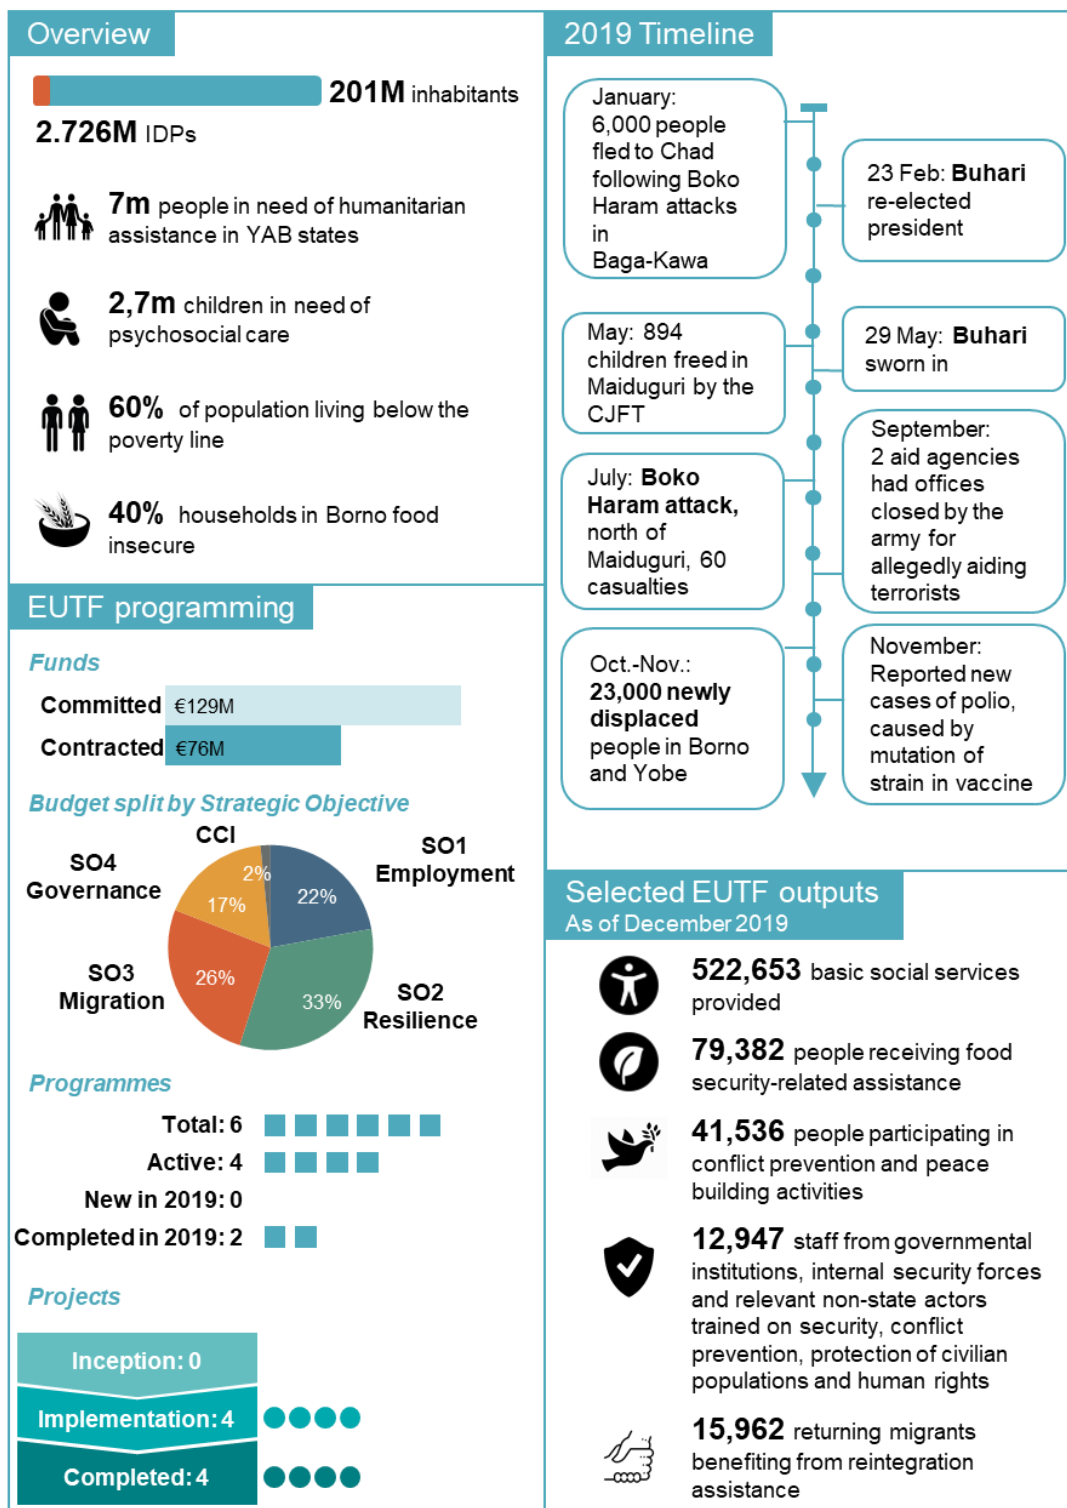 Overview
201M inhabitants
2.726M IDPs
7m people in need of humanitarian
assistance in YAB states
2,7m children in need of
psychosocial care
60% of population living below the
poverty line
40% households in Borno food
insecure
EUTF programming
Funds
Committed €129M
Contracted €76M
Budget split by Strategic Objective
CCI
2%
SO1
Employment
22%
SO4
Governance
17%
SO3
Migration
26%
SO2
Resilience
33%
Programmes
Total: 6
Active: 4
New in 2019: 0
Completed in 2019: 2
Projects
Inception: 0
Implementation: 4
Completed: 4
2019 Timeline
January:
6,000 people
fled to Chad
following Boko
Haram attacks
in
Baga-Kawa
23 Feb: Buhari
re-elected
president
May: 894
children freed in
Maiduguri by the
CJFT
29 May: Buhari
sworn in
July: Boko
Haram attack,
north of
Maiduguri, 60
casualties
September:
2 aid agencies
had offices
closed by the
army for
allegedly aiding
terrorists
Oct.-Nov.:
23,000 newly
displaced
people in Borno
and Yobe
November:
Reported new
cases of polio,
caused by
mutation of
strain in vaccine
Selected EUTF outputs
As of December 2019
522,653 basic social services
provided
79,382 people receiving food
security-related assistance
41,536 people participating in
conflict prevention and peace
building activities
12,947 staff from governmental
institutions, internal security forces
and relevant non-state actors
trained on security, conflict
prevention, protection of civilian
populations and human rights
15,962 returning migrants
benefiting from reintegration
assistance